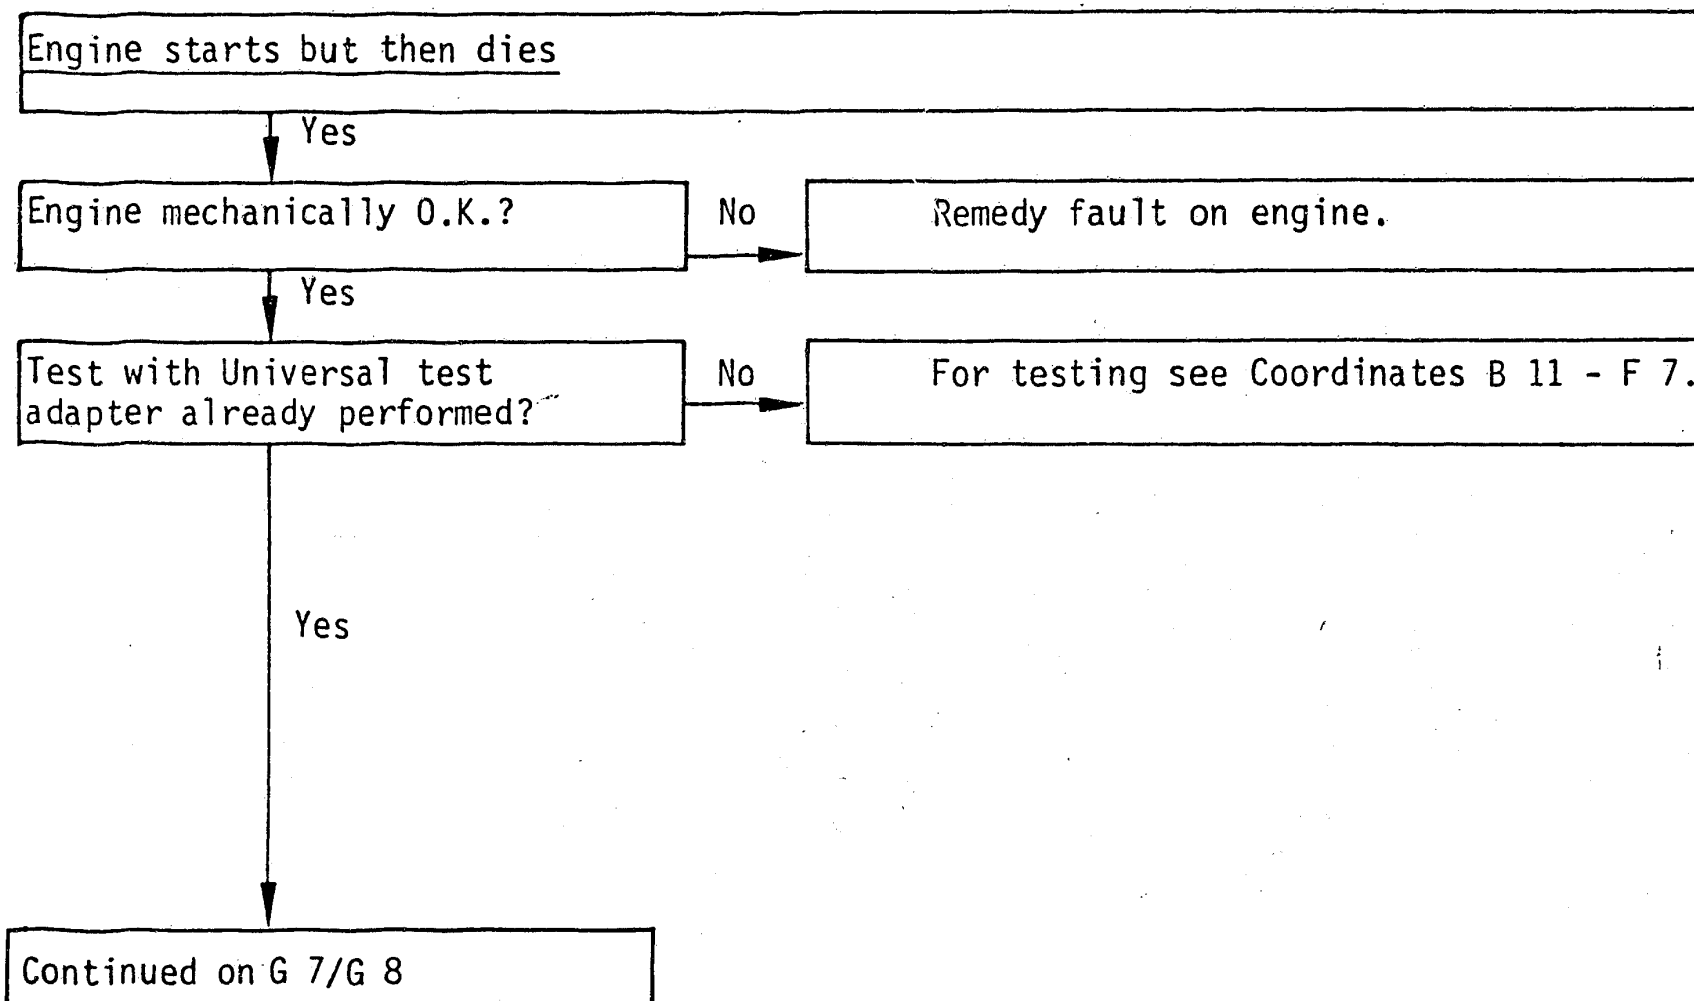 Engine starts but then dies
Yes
Engine mechanically O.K.?
No
Remedy fault on engine.
Yes
Test with Universal test
adapter already performed?
No
For testing see Coordinates B 11 - F 7.
Yes
Continued on G 7/G 8